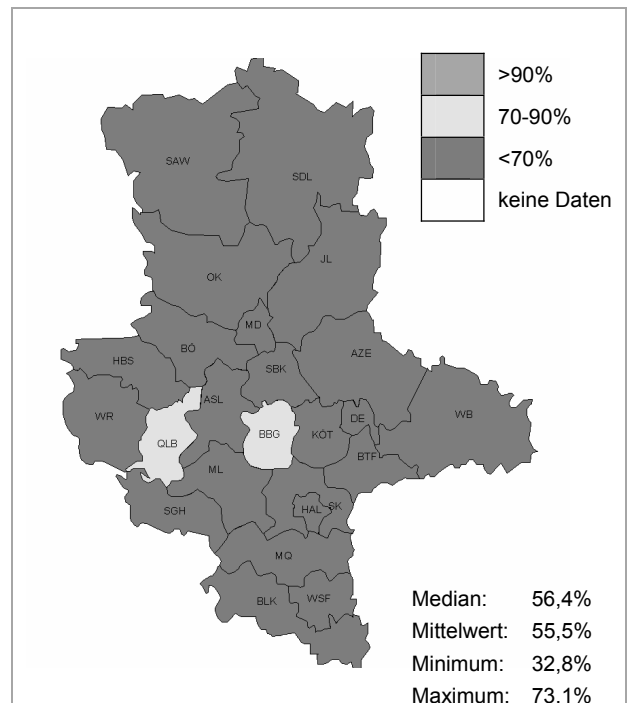 >90%
70-90%
<70%
keine Daten
SAW
SDL
OK
JL
MD
BÖ
AZE
HBS
SBK
ASL
WR
WB
DE
BBG
KÖT
QLB
BTF
ML
HAL
SK
SGH
MQ
BLK
WSF
Median: 56,4%
Mittelwert: 55,5%
Minimum: 32,8%
Maximum: 73,1%